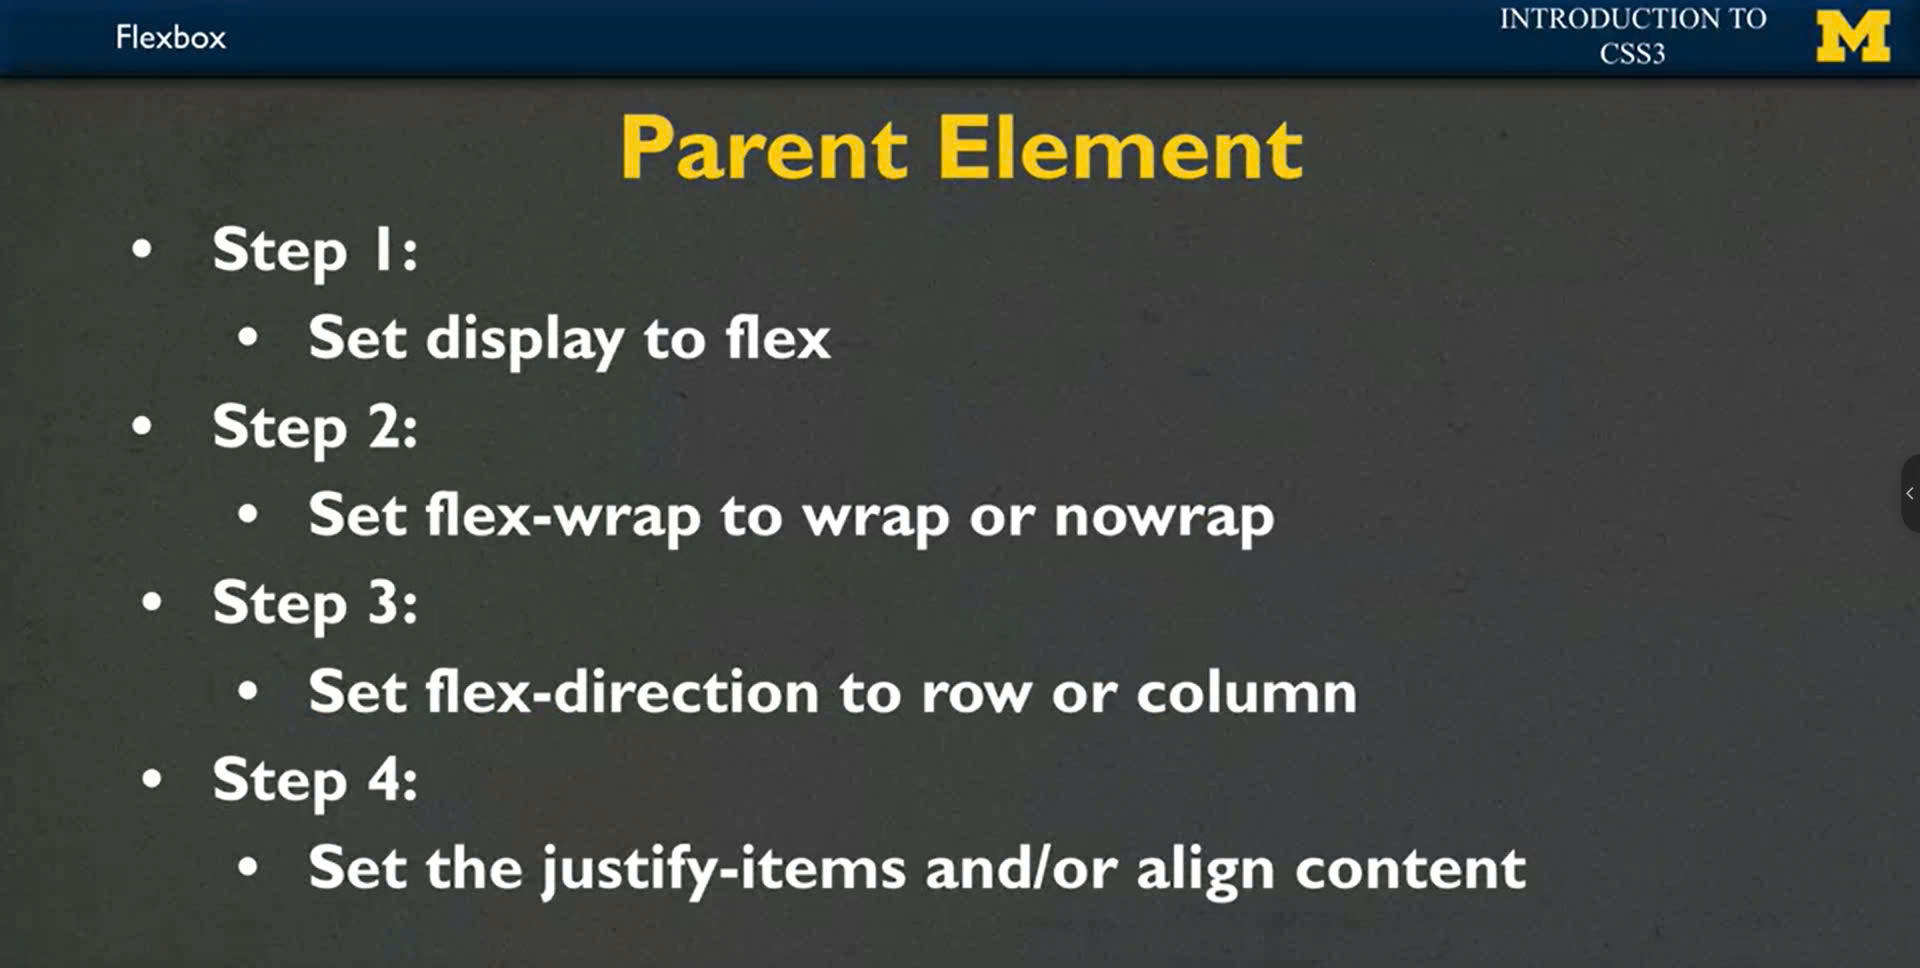 Flexbox
INTRODUCTION TO
CSS3
M
Parent Element
• Step 1:
• Set display to flex
• Step 2:
• Set flex-wrap to wrap or nowrap
• Step 3:
• Set flex-direction to row or column
• Step 4:
• Set the justify-items and/or align content